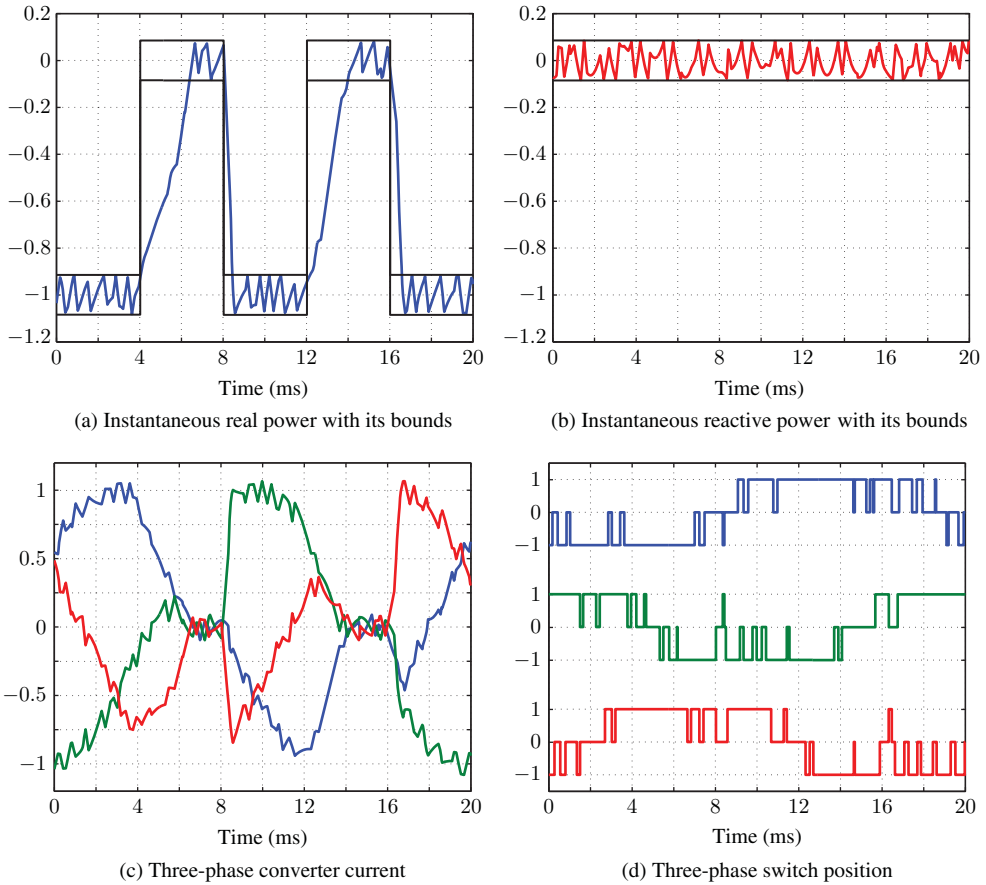 0.2
0
−0.2
−0.4
−0.6
−0.8
−1
−1.2
0 4 8 12 16 20
Time (ms)
(a) Instantaneous real power with its bounds
0.2
0
−0.2
−0.4
−0.6
−0.8
−1
−1.2
0 4 8 12 16 20
Time (ms)
(b) Instantaneous reactive power with its bounds
1
0.5
0
−0.5
−1
0 4 8 12 16 20
Time (ms)
(c) Three-phase converter current
1
0
−1
1
0
−1
1
0
−1
0 4 8 12 16 20
Time (ms)
(d) Three-phase switch position